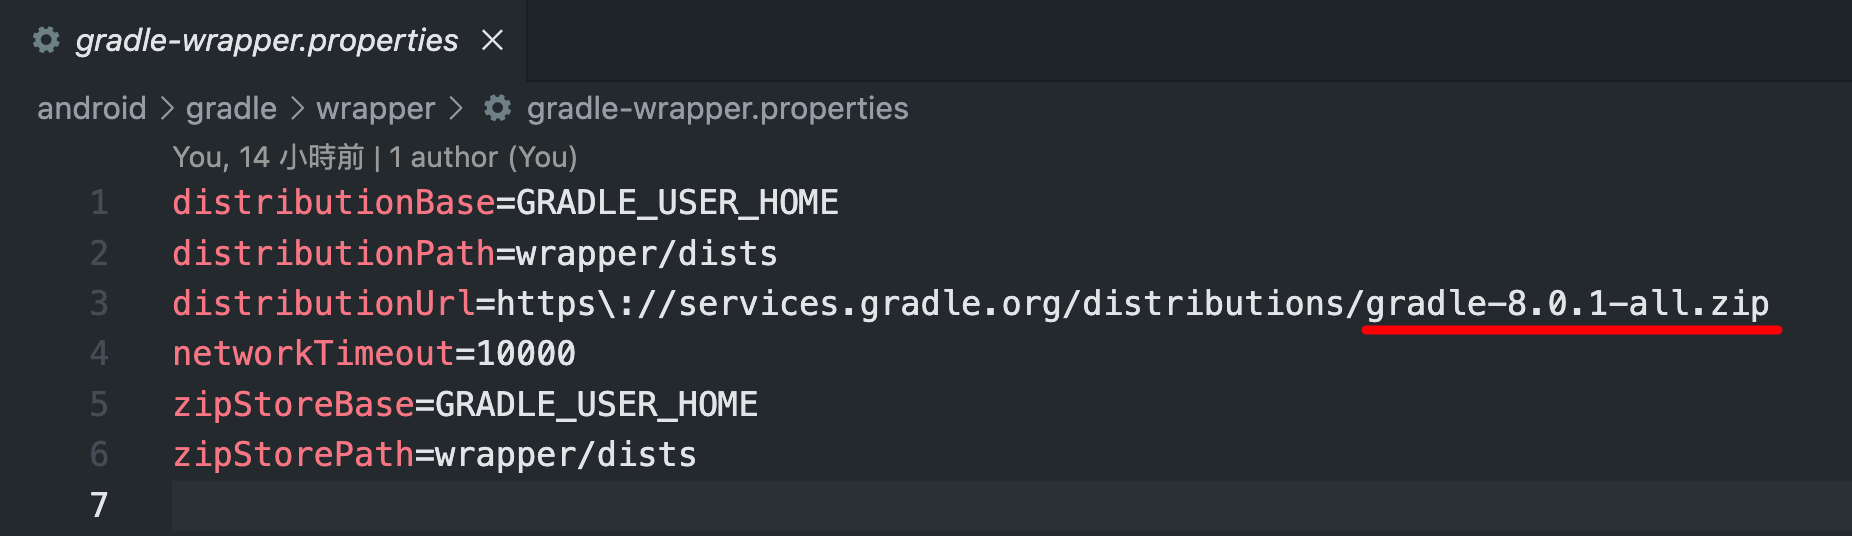 gradle-wrapper.properties
android > gradle > wrapper > gradle-wrapper.properties
You, 14 小時前 | 1 author (You)
1 distributionBase=GRADLE_USER_HOME
2 distributionPath=wrapper/dists
3 distributionUrl=https\://services.gradle.org/distributions/gradle-8.0.1-all.zip
4 networkTimeout=10000
5 zipStoreBase=GRADLE_USER_HOME
6 zipStorePath=wrapper/dists
7